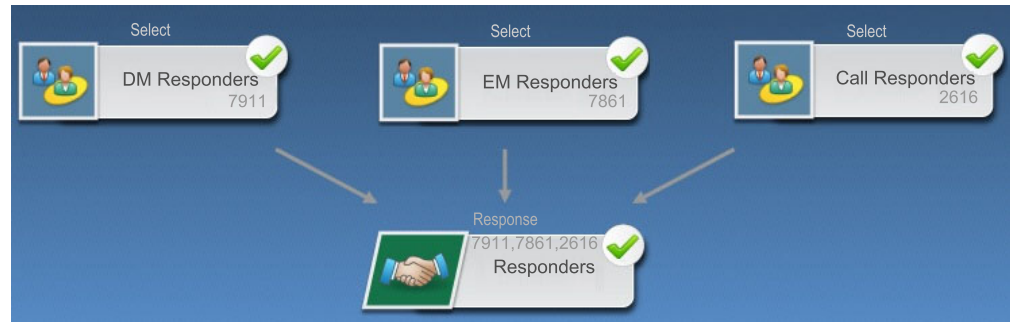 Select
DM Responders
7911
Select
EM Responders
7861
Select
Call Responders
2616
Response
7911,7861,2616
Responders